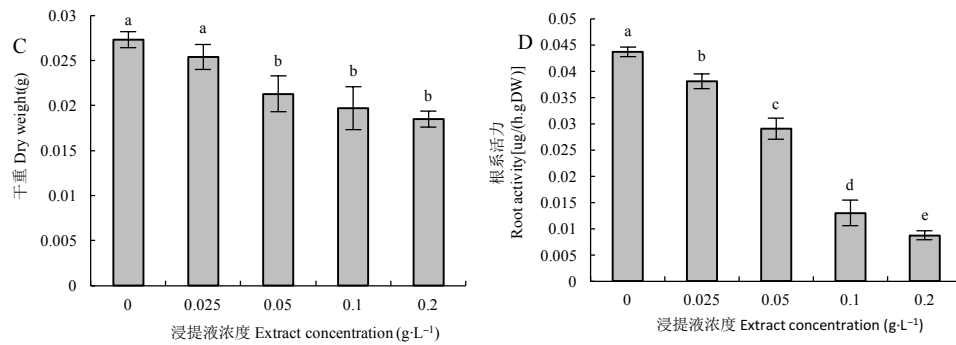 C
干重 Dry weight(g)
0.03
0.025
0.02
0.015
0.01
0.005
0
a
a
b
b
b
0
0.025
0.05
0.1
0.2
浸提液浓度 Extract concentration (g·L⁻¹)
D
根系活力
Root activity[ug/(h.gDW)]
0.05
0.045
0.04
0.035
0.03
0.025
0.02
0.015
0.01
0.005
0
a
b
c
d
e
0
0.025
0.05
0.1
0.2
浸提液浓度 Extract concentration (g·L⁻¹)